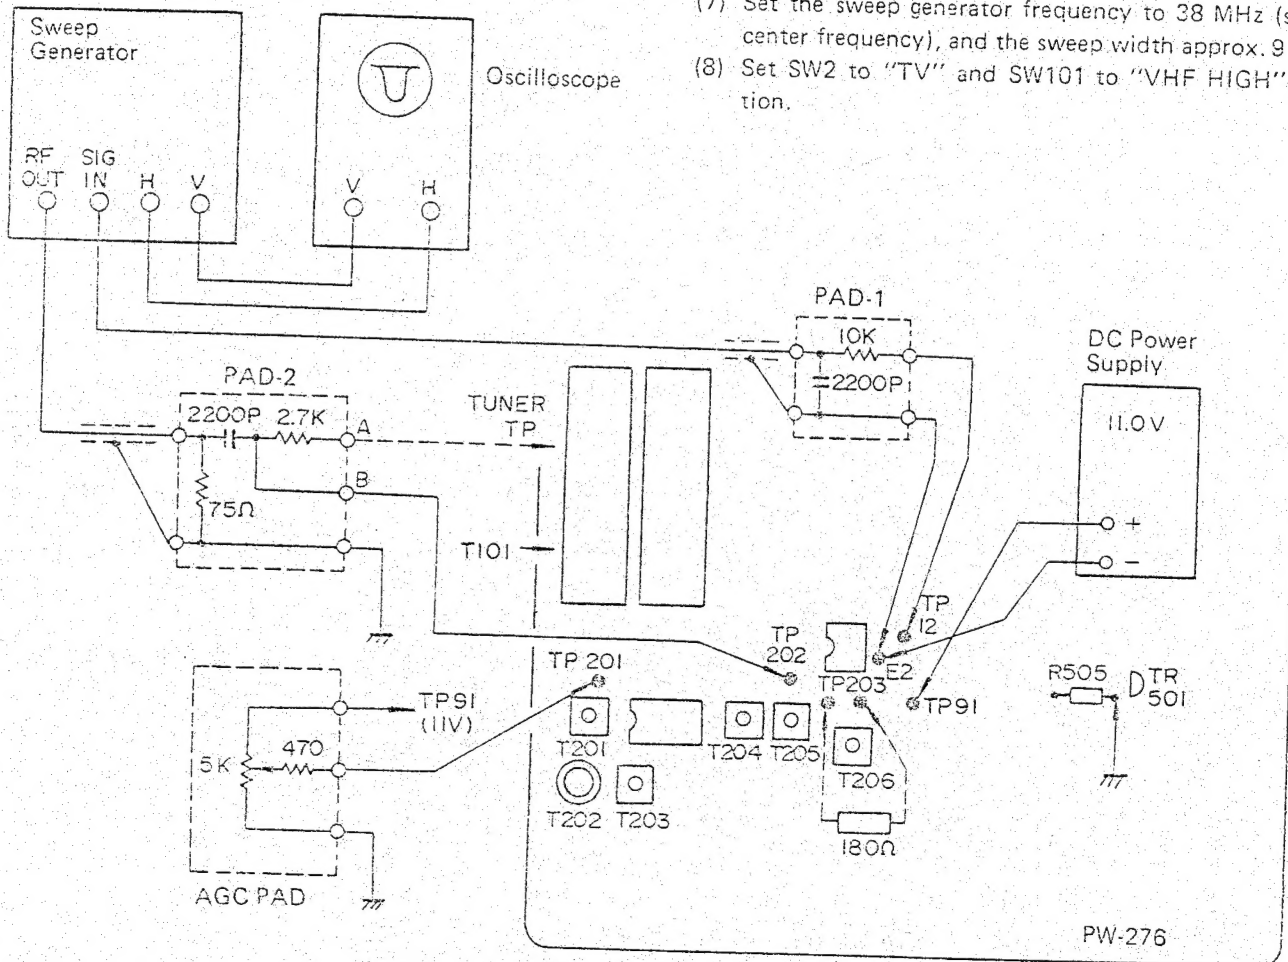 (7) Set the sweep generator frequency to 38 MHz (s
center frequency), and the sweep width approx. 9
(8) Set SW2 to "TV" and SW101 to "VHF HIGH"
tion.
Sweep
Generator
RF
OUT
SIG
IN
H
V
Oscilloscope
V
H
PAD-1
10K
2200P
DC Power
Supply
11.0V
+
−
PAD-2
2200P
2.7K
A
B
75Ω
TUNER
TP
T101
TP
12
E2
TP
202
TP203
TP91
TP 201
R505
TR
501
TP91
(11V)
5K
470
AGC PAD
T201
T204
T205
T206
T202
T203
180Ω
PW-276